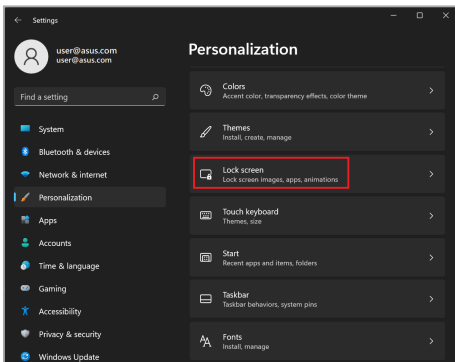 Settings
user@asus.com
user@asus.com
Find a setting
System
Bluetooth & devices
Network & internet
Personalization
Apps
Accounts
Time & language
Gaming
Accessibility
Privacy & security
Windows Update
Personalization
Colors
Accent color, transparency effects, color theme
Themes
Install, create, manage
Lock screen
Lock screen images, apps, animations
Touch keyboard
Themes, size
Start
Recent apps and items, folders
Taskbar
Taskbar behaviors, system pins
Fonts
Install, manage